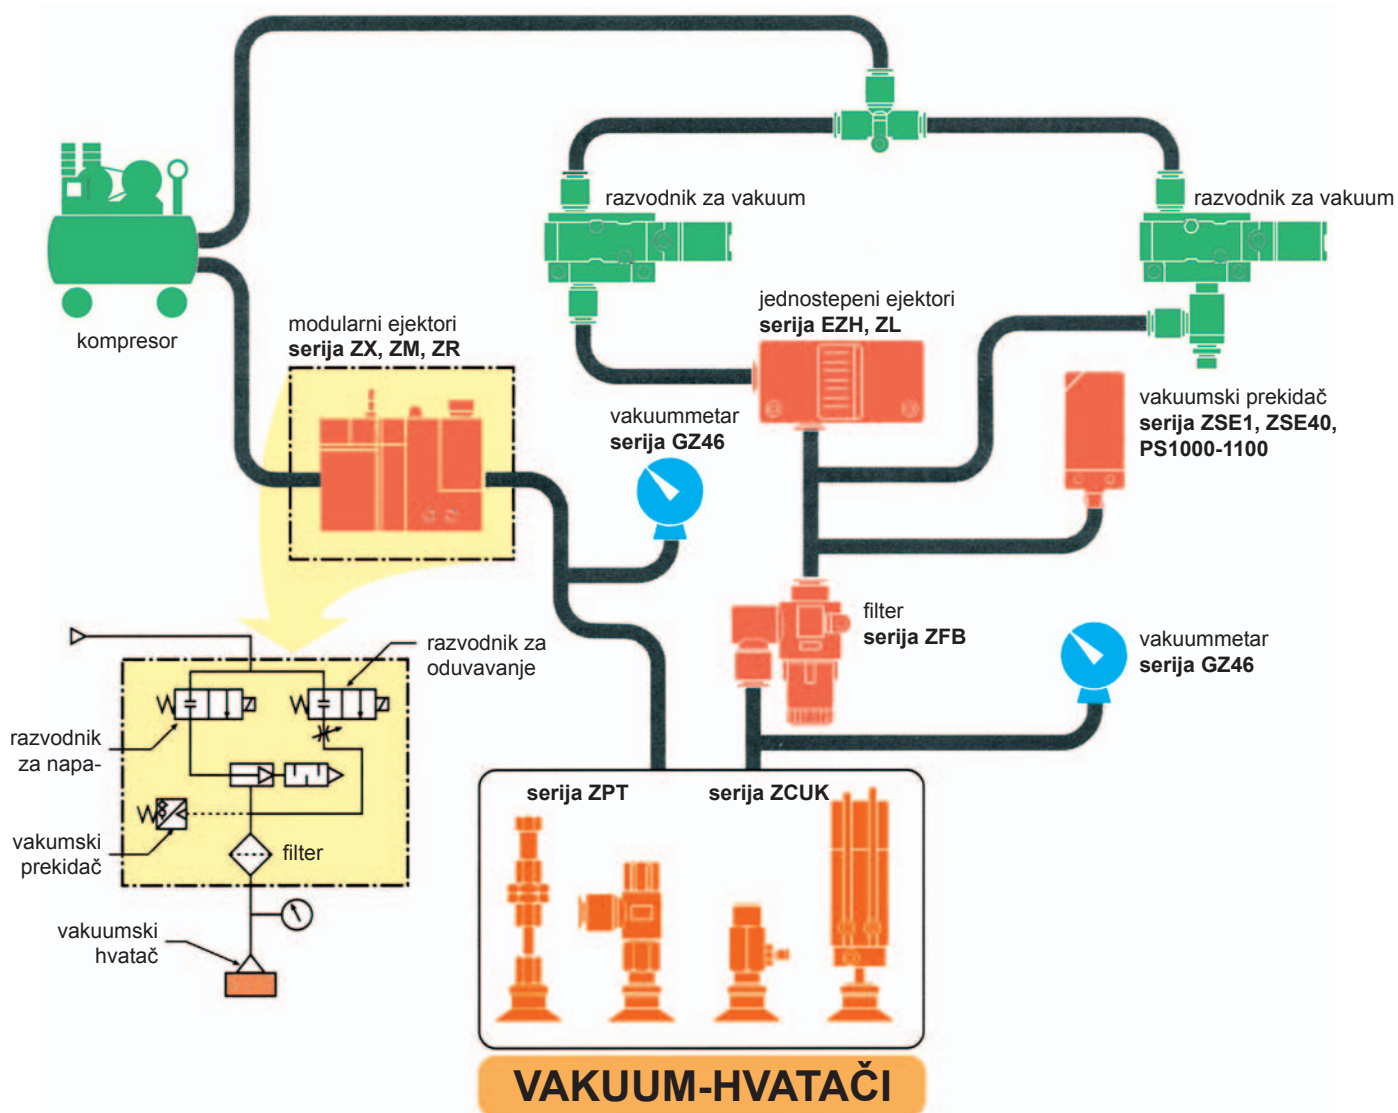 razvodnik za vakuum
razvodnik za vakuum
kompresor
modularni ejektori
serija ZX, ZM, ZR
jednostepeni ejektori
serija EZH, ZL
vakuummetar
serija GZ46
vakuumski prekidač
serija ZSE1, ZSE40,
PS1000-1100
filter
serija ZFB
vakuummetar
serija GZ46
razvodnik za
oduvavanje
razvodnik
za napa-
vakumski
prekidač
filter
vakuumski
hvatač
serija ZPT
serija ZCUK
VAKUUM-HVATAČI